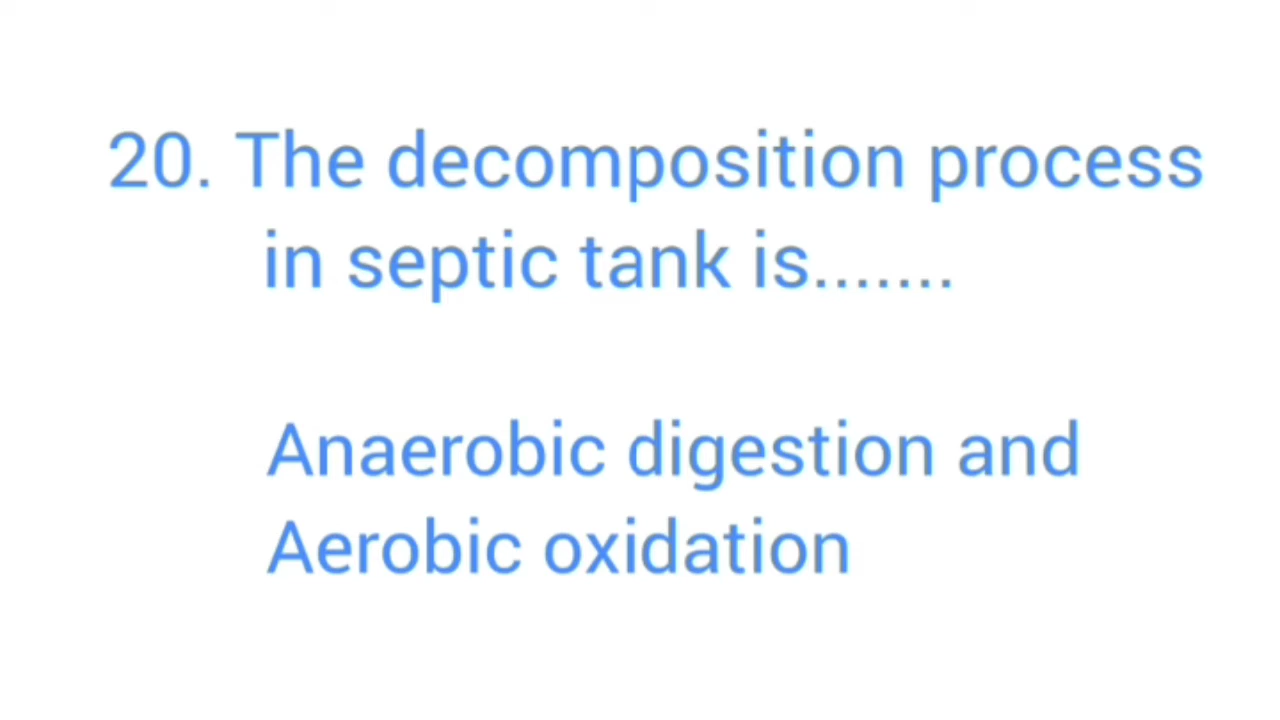 20. The decomposition process
in septic tank is.......
Anaerobic digestion and
Aerobic oxidation